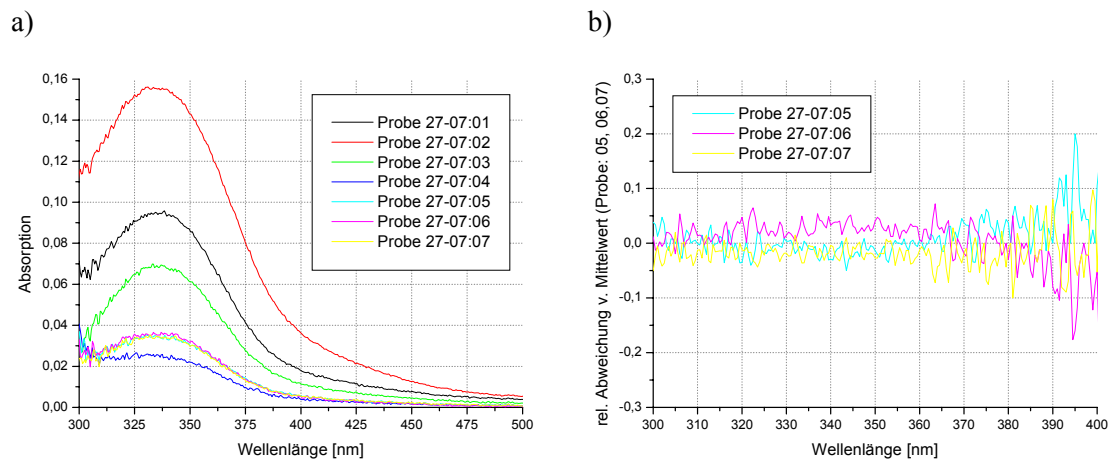 a)
b)
0,16
0,14
0,12
0,10
0,08
0,06
0,04
0,02
0,00
Absorption
300 325 350 375 400 425 450 475 500
Wellenlänge [nm]
Probe 27-07:01
Probe 27-07:02
Probe 27-07:03
Probe 27-07:04
Probe 27-07:05
Probe 27-07:06
Probe 27-07:07
0,3
0,2
0,1
0,0
-0,1
-0,2
-0,3
rel. Abweichung v. Mittelwert (Probe: 05, 06,07)
300 310 320 330 340 350 360 370 380 390 400
Wellenlänge [nm]
Probe 27-07:05
Probe 27-07:06
Probe 27-07:07